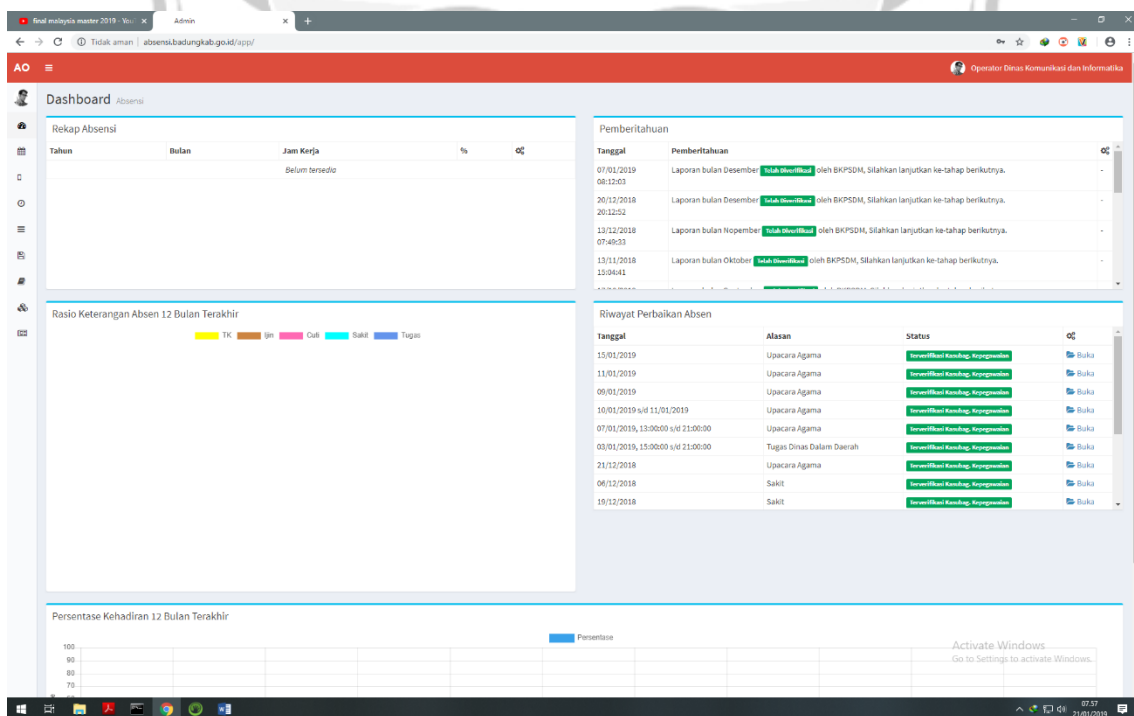 final malaysia master 2019 - You
Admin
Tidak aman | absensi.badungkab.go.id/app/
AO
Operator Dinas Komunikasi dan Informatika
Dashboard Absensi
Rekap Absensi
Tahun Bulan Jam Kerja %
Belum tersedia
Pemberitahuan
Tanggal Pemberitahuan
07/01/2019 08:12:03 Laporan bulan Desember Telah Diverifikasi oleh BKPSDM, Silahkan lanjutkan ke-tahap berikutnya. -
20/12/2018 20:12:52 Laporan bulan Desember Telah Diverifikasi oleh BKPSDM, Silahkan lanjutkan ke-tahap berikutnya. -
13/12/2018 07:49:33 Laporan bulan Nopember Telah Diverifikasi oleh BKPSDM, Silahkan lanjutkan ke-tahap berikutnya. -
13/11/2018 15:04:41 Laporan bulan Oktober Telah Diverifikasi oleh BKPSDM, Silahkan lanjutkan ke-tahap berikutnya. -
Rasio Keterangan Absen 12 Bulan Terakhir
TK Ijin Cuti Sakit Tugas
Riwayat Perbaikan Absen
Tanggal Alasan Status
15/01/2019 Upacara Agama Terverifikasi Kasubag. Kepegawaian Buka
11/01/2019 Upacara Agama Terverifikasi Kasubag. Kepegawaian Buka
09/01/2019 Upacara Agama Terverifikasi Kasubag. Kepegawaian Buka
10/01/2019 s/d 11/01/2019 Upacara Agama Terverifikasi Kasubag. Kepegawaian Buka
07/01/2019, 13:00:00 s/d 21:00:00 Upacara Agama Terverifikasi Kasubag. Kepegawaian Buka
03/01/2019, 15:00:00 s/d 21:00:00 Tugas Dinas Dalam Daerah Terverifikasi Kasubag. Kepegawaian Buka
21/12/2018 Upacara Agama Terverifikasi Kasubag. Kepegawaian Buka
06/12/2018 Sakit Terverifikasi Kasubag. Kepegawaian Buka
19/12/2018 Sakit Terverifikasi Kasubag. Kepegawaian Buka
Persentase Kehadiran 12 Bulan Terakhir
Persentase
100
90
80
70
Activate Windows
Go to Settings to activate Windows.
07.57
21/01/2019